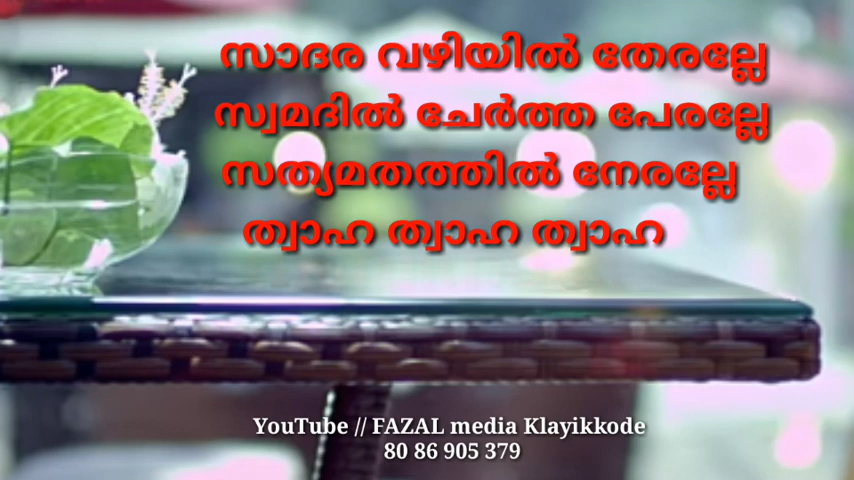 സാദര വഴിയിൽ തേരല്ലേ
സ്വമദിൽ ചേർത്ത പേരല്ലേ
സത്യമതത്തിൽ നേരല്ലേ
ത്വാഹ ത്വാഹ ത്വാഹ
YouTube // FAZAL media Klayikkode
80 86 905 379